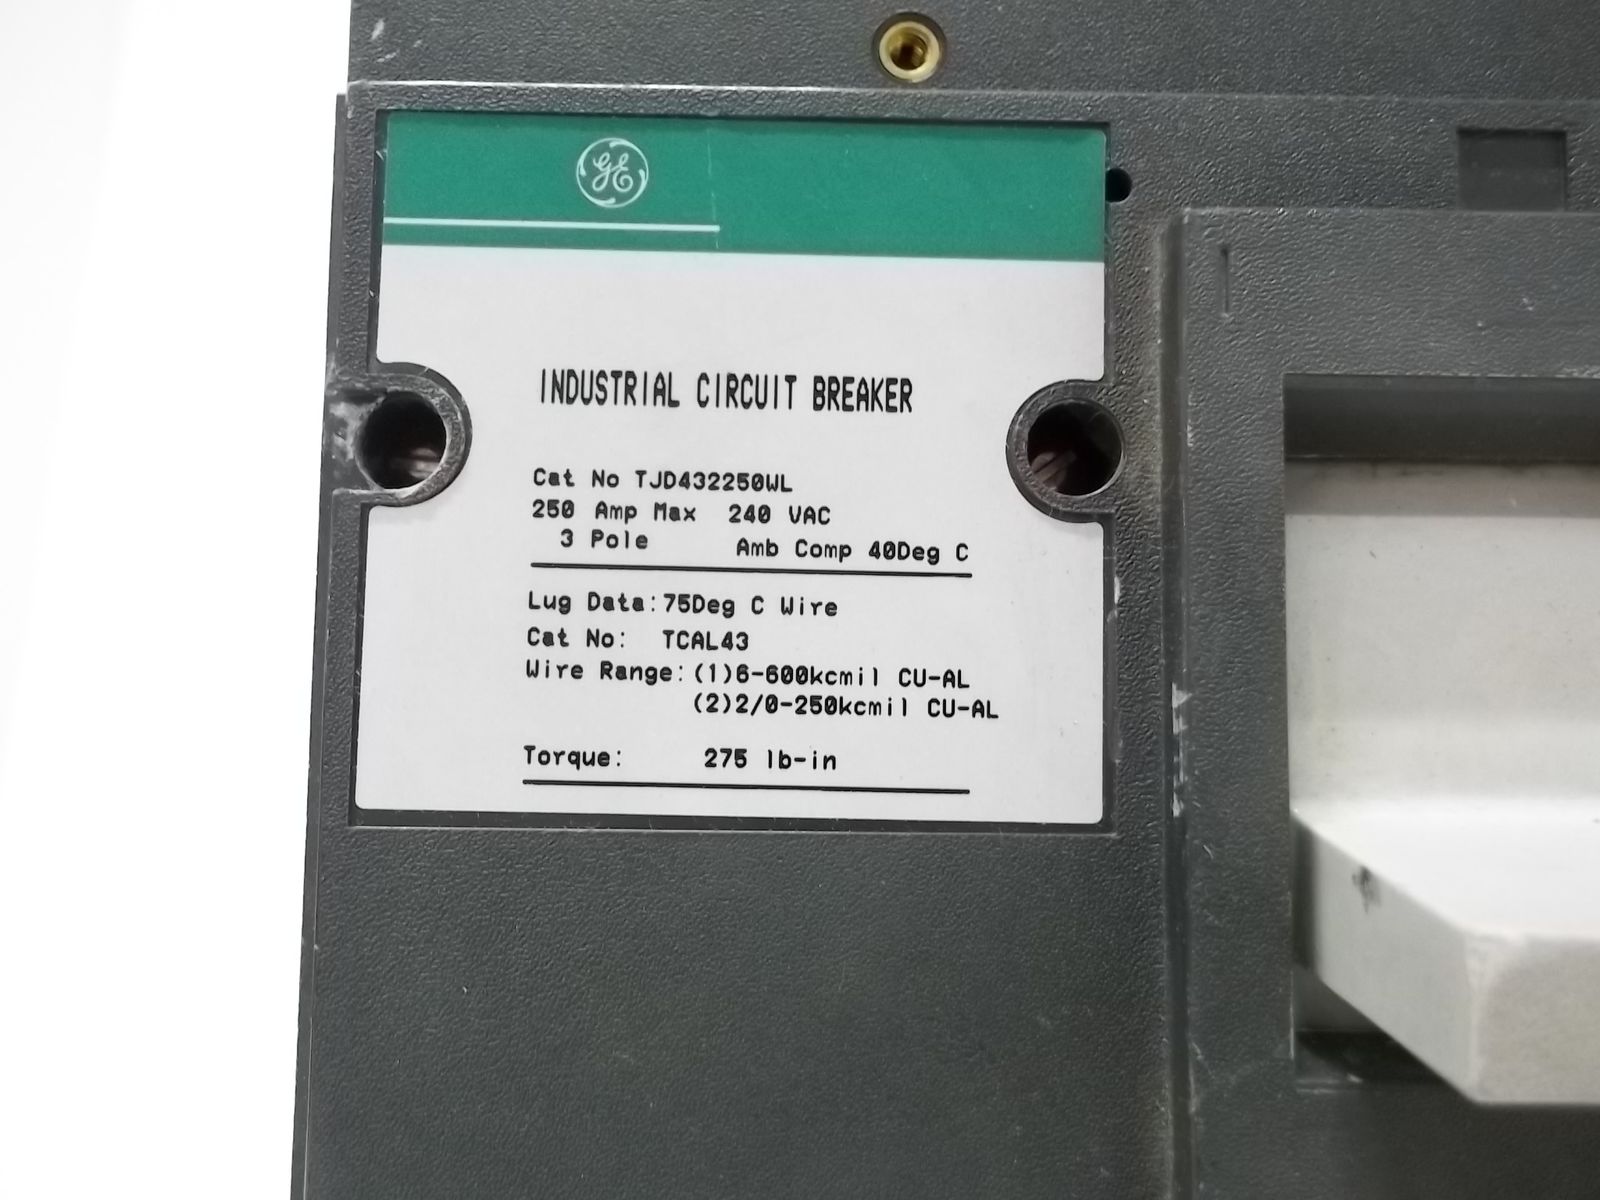 GE
INDUSTRIAL CIRCUIT BREAKER
Cat No TJD432250WL
250 Amp Max 240 VAC
3 Pole Amb Comp 40Deg C
Lug Data:75Deg C Wire
Cat No: TCAL43
Wire Range:(1)6-600kcmil CU-AL
(2)2/0-250kcmil CU-AL
Torque: 275 lb-in